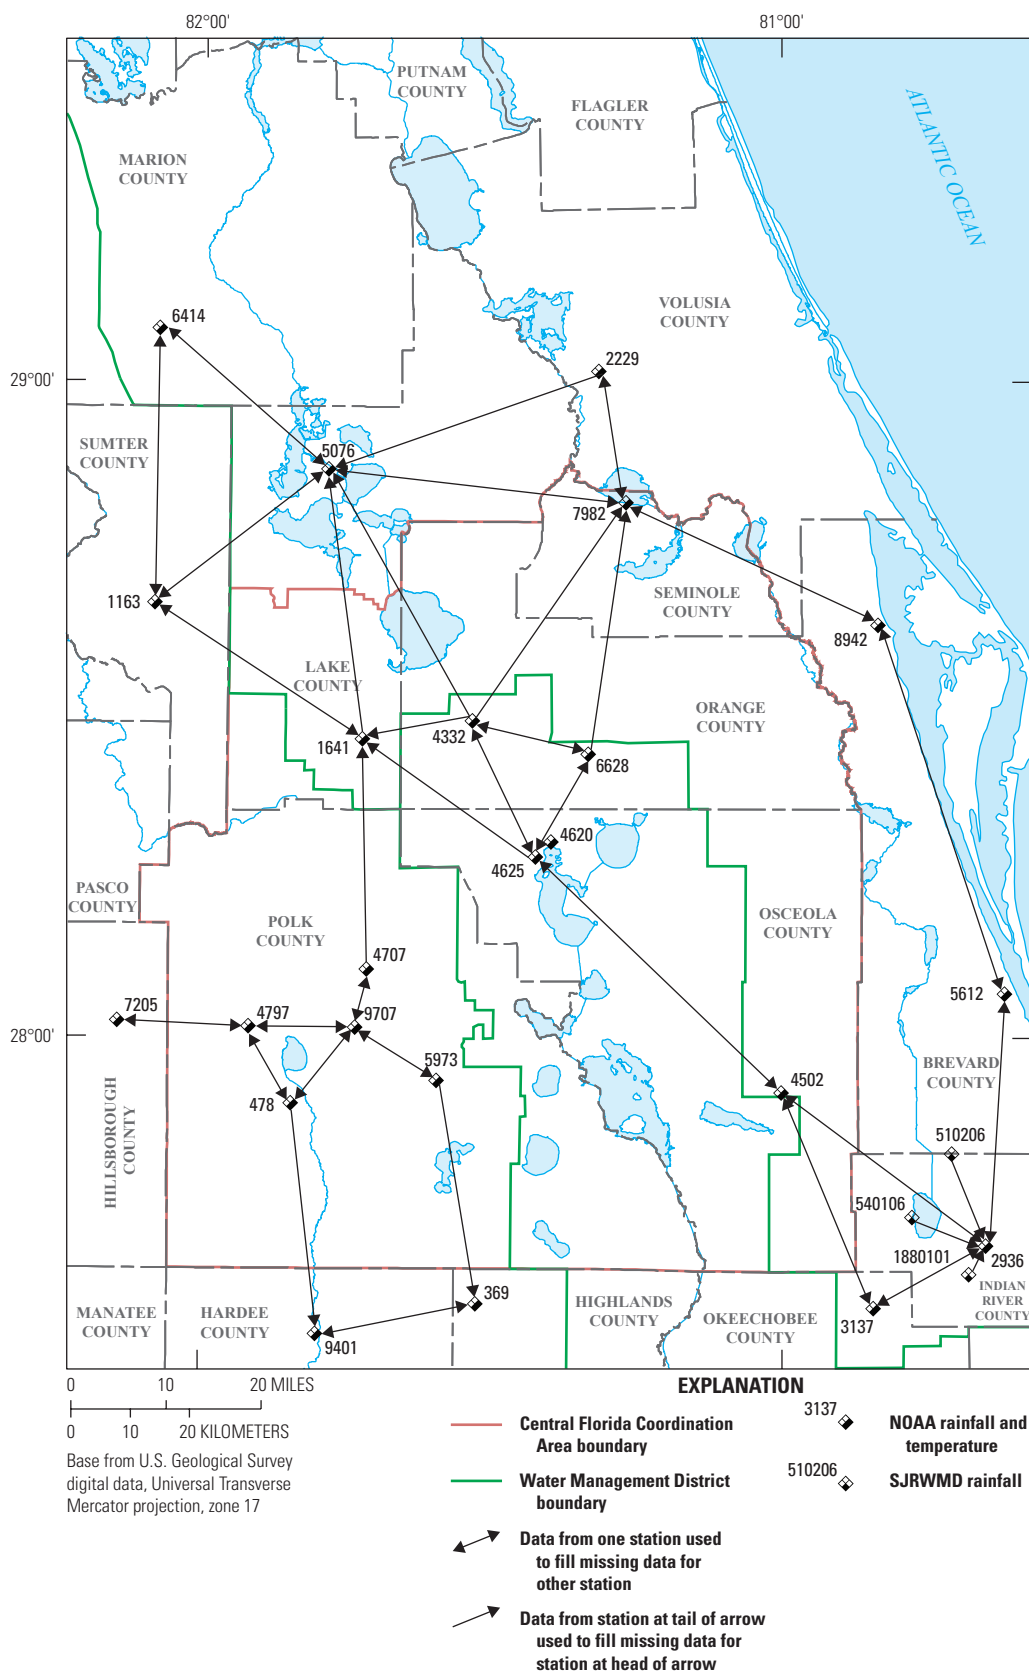 82°00'
81°00'
PUTNAM
COUNTY
FLAGLER
COUNTY
ATLANTIC OCEAN
MARION
COUNTY
VOLUSIA
COUNTY
6414
2229
29°00'
SUMTER
COUNTY
5076
7982
1163
SEMINOLE
COUNTY
8942
LAKE
COUNTY
ORANGE
COUNTY
4332
1641
6628
4620
4625
PASCO
COUNTY
POLK
COUNTY
OSCEOLA
COUNTY
4707
7205
4797
9707
5612
28°00'
5973
BREVARD
COUNTY
478
4502
HILLSBOROUGH
COUNTY
510206
540106
1880101
2936
369
MANATEE
COUNTY
HARDEE
COUNTY
HIGHLANDS
COUNTY
OKEECHOBEE
COUNTY
INDIAN
RIVER
COUNTY
3137
9401
0 10 20 MILES
0 10 20 KILOMETERS
Base from U.S. Geological Survey
digital data, Universal Transverse
Mercator projection, zone 17
EXPLANATION
Central Florida Coordination
Area boundary
Water Management District
boundary
Data from one station used
to fill missing data for
other station
Data from station at tail of arrow
used to fill missing data for
station at head of arrow
3137
NOAA rainfall and
temperature
510206
SJRWMD rainfall